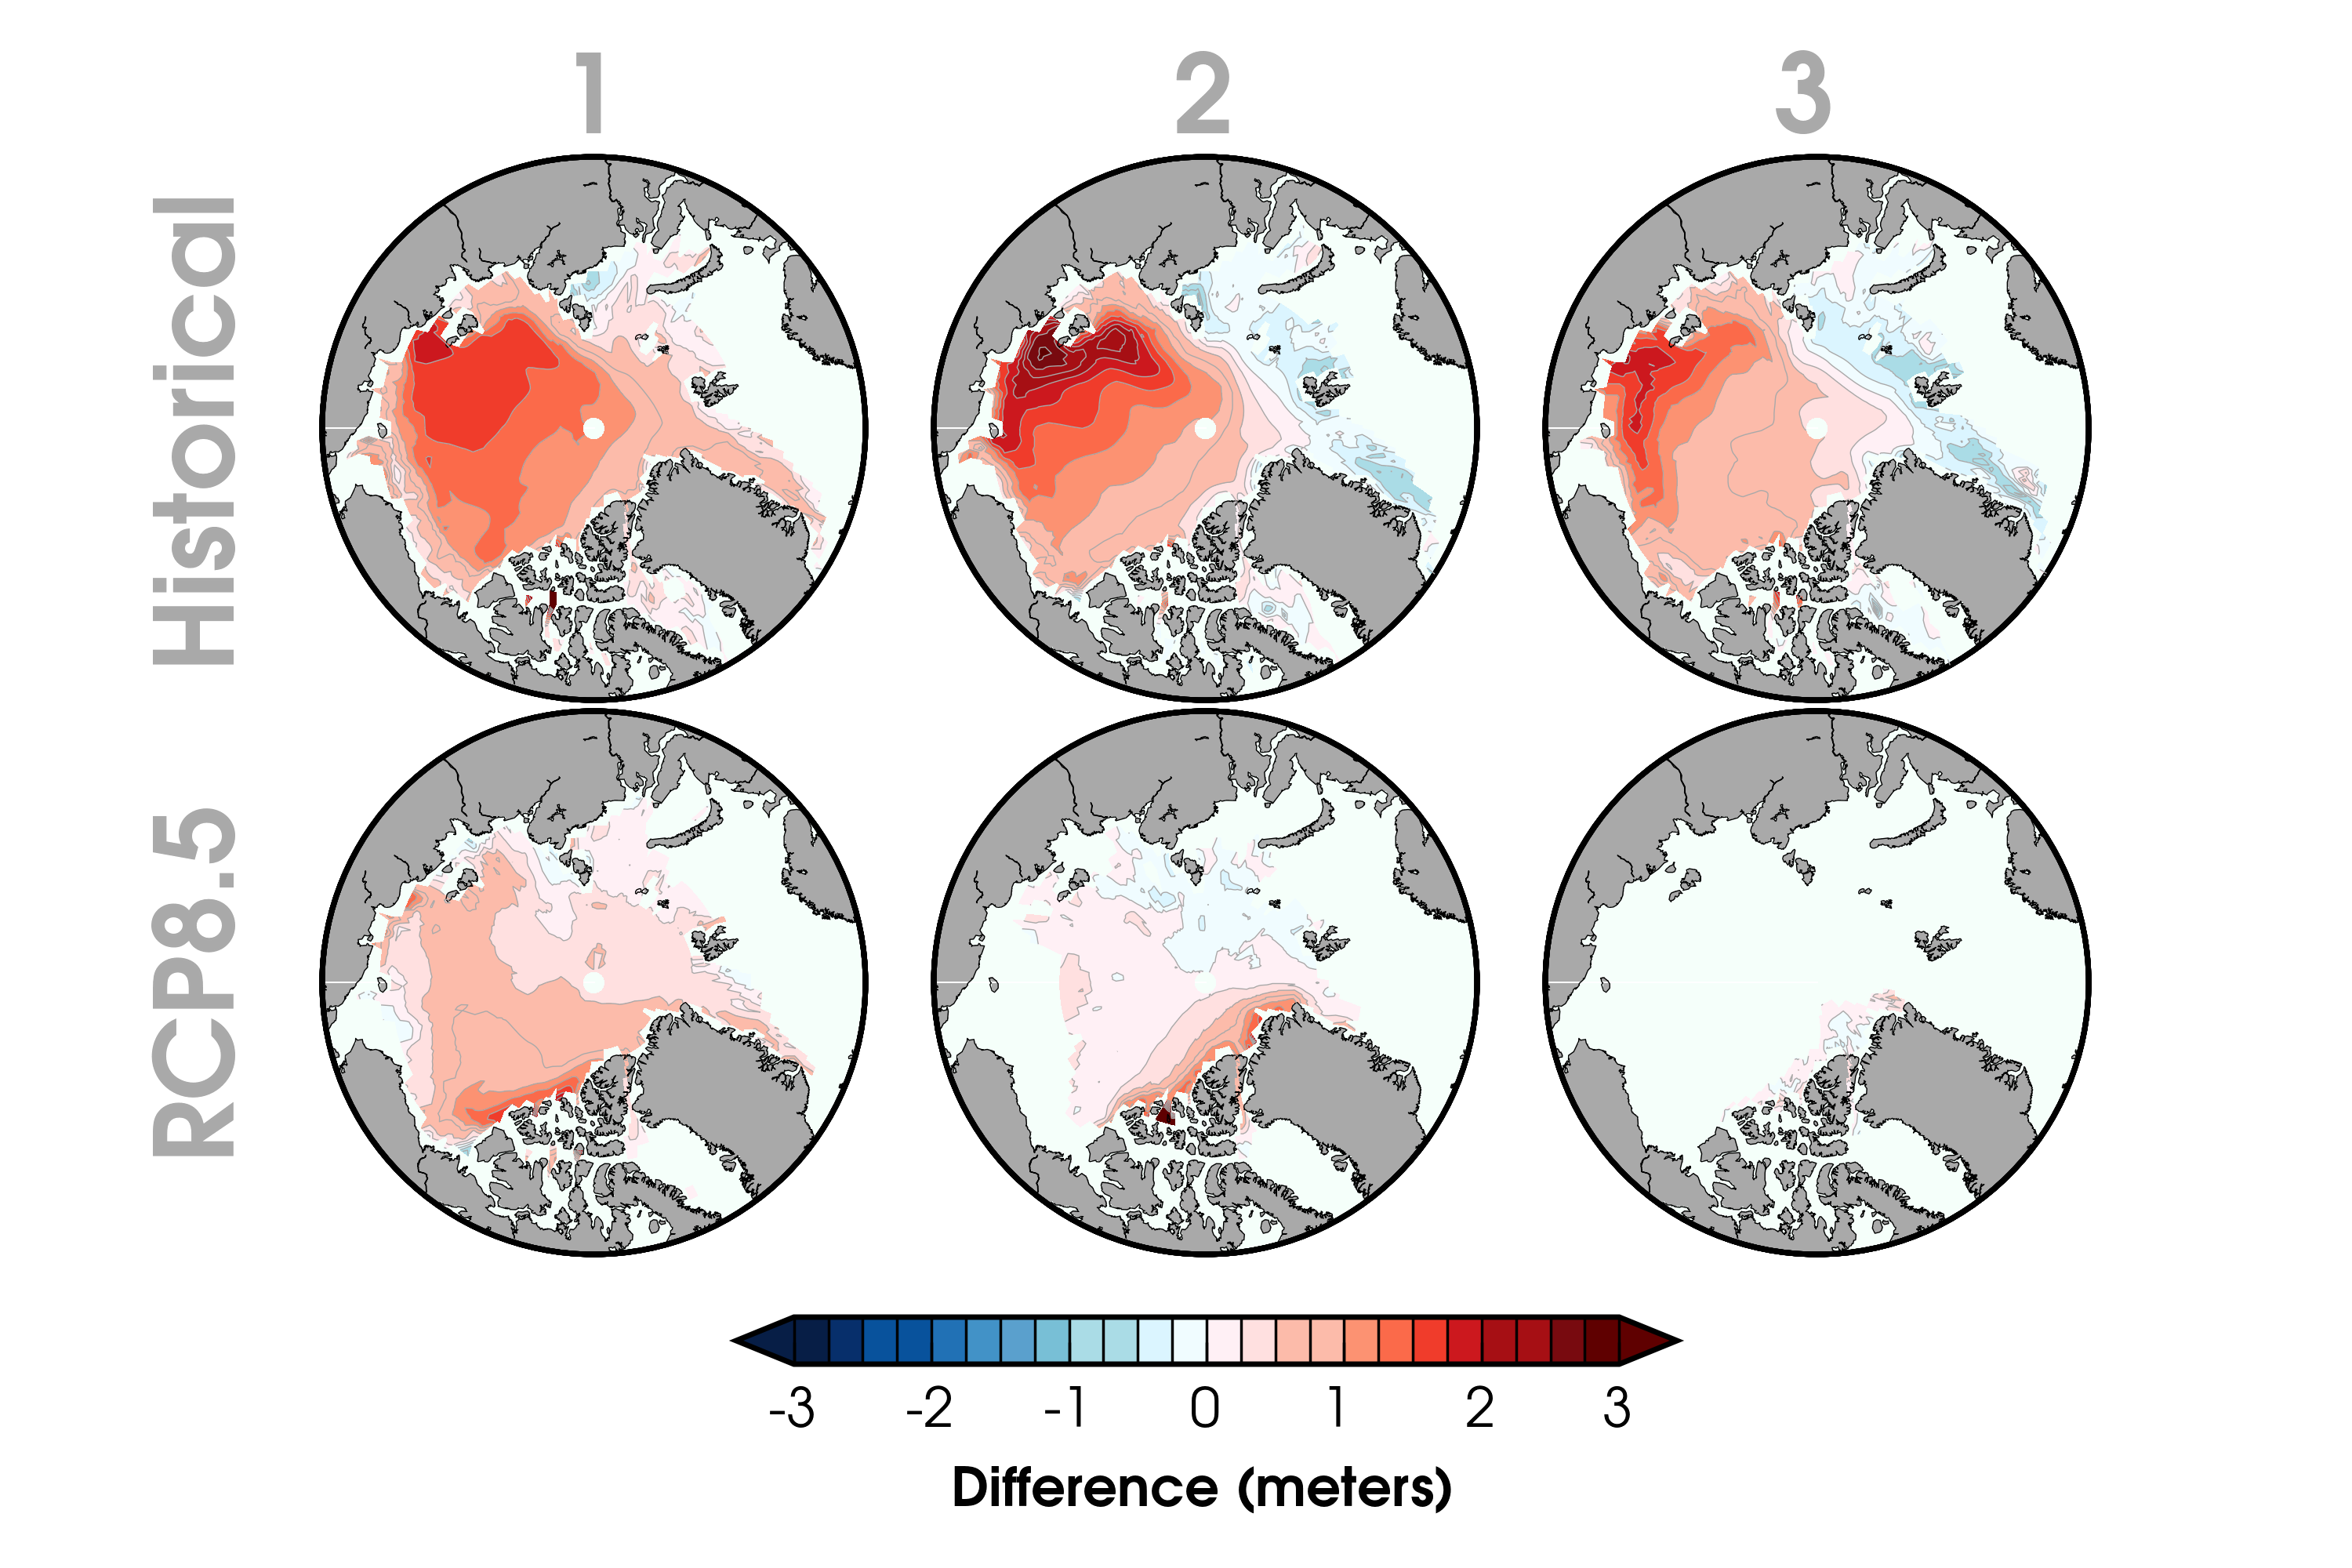 1 2 3
Historical
RCP8.5
-3 -2 -1 0 1 2 3
Difference (meters)